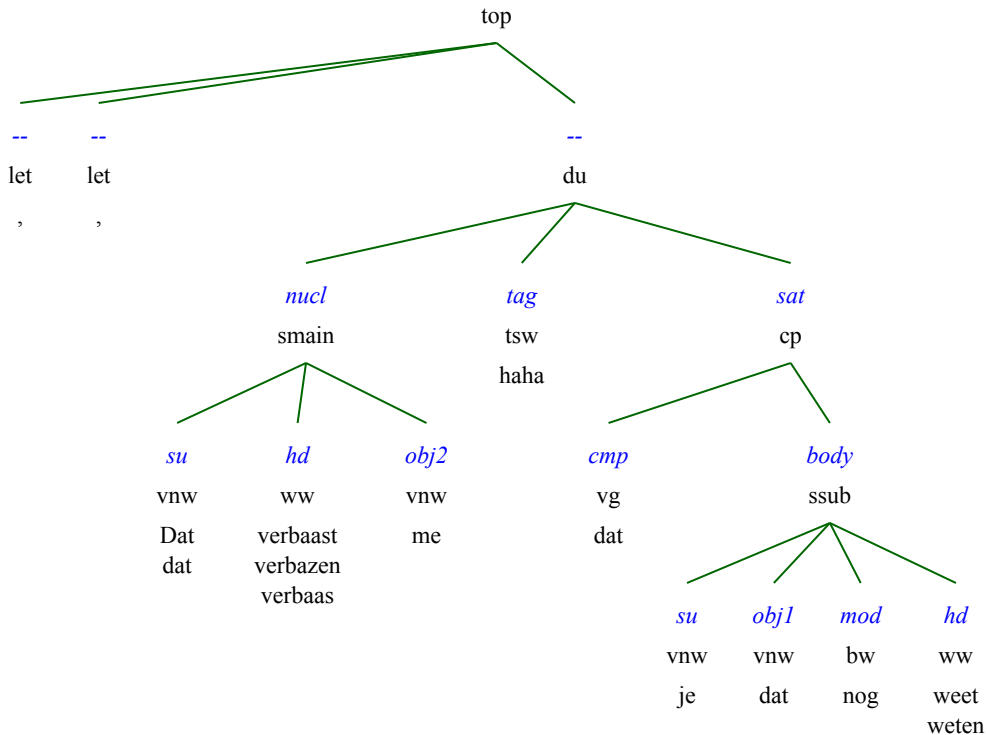 top
-- -- --
let let du
, ,
nucl tag sat
smain tsw cp
haha
su hd obj2 cmp body
vnw ww vnw vg ssub
Dat verbaast me dat
dat verbazen
verbaas
su obj1 mod hd
vnw vnw bw ww
je dat nog weet
weten